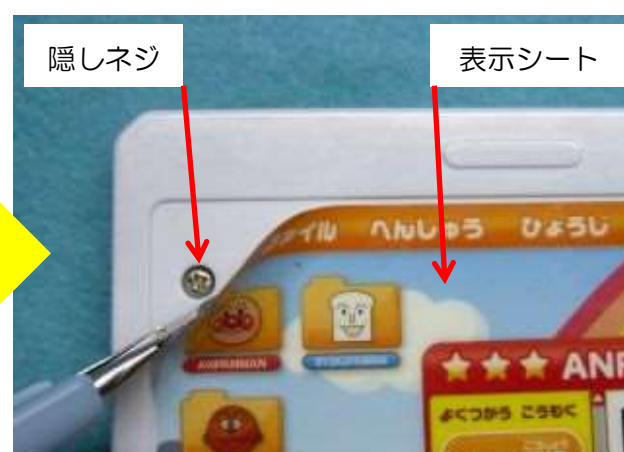 隠しネジ
表示シート
ァイル へんしゅう ひょうじ
ANPANMAN
★★★ ANP
よくつかう こうもく